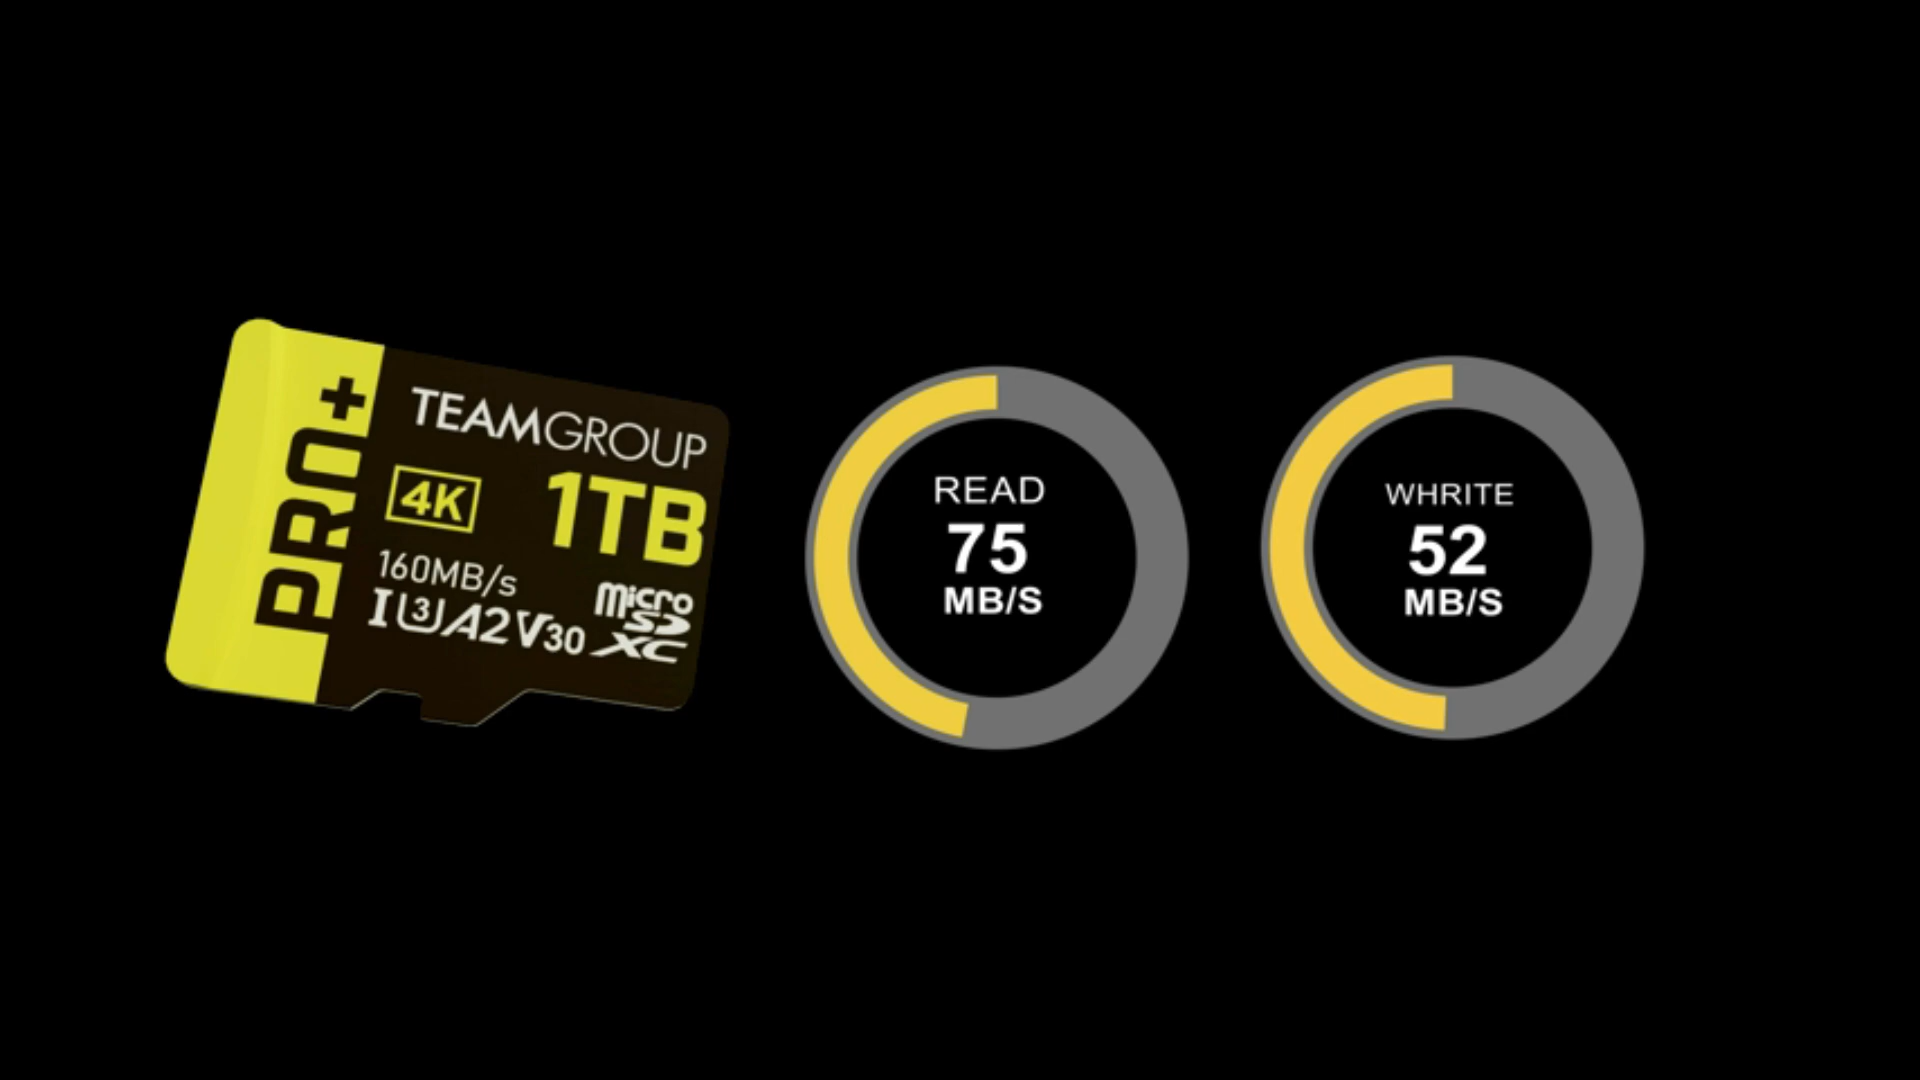 PRO+
TEAMGROUP
4K 1TB
160MB/s
I U3 A2 V30
micro SD XC
READ
75
MB/S
WHRITE
52
MB/S